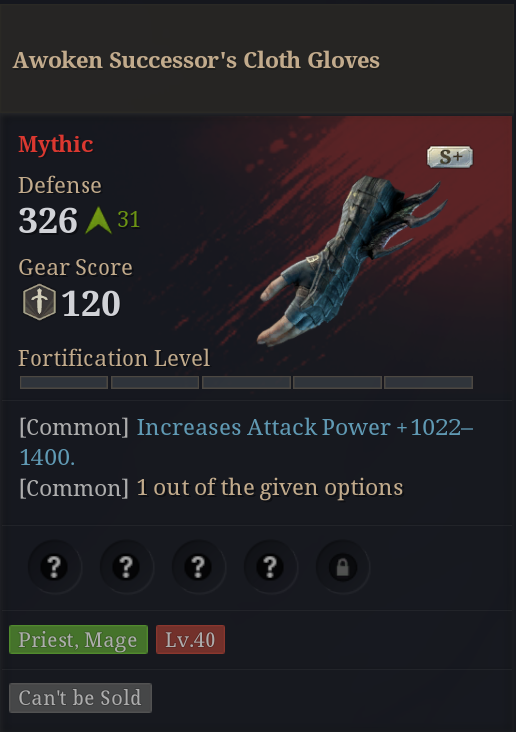 Awoken Successor's Cloth Gloves
Mythic
S+
Defense
326 31
Gear Score
120
Fortification Level
[Common] Increases Attack Power +1022–
1400.
[Common] 1 out of the given options
? ? ? ?
Priest, Mage Lv.40
Can't be Sold